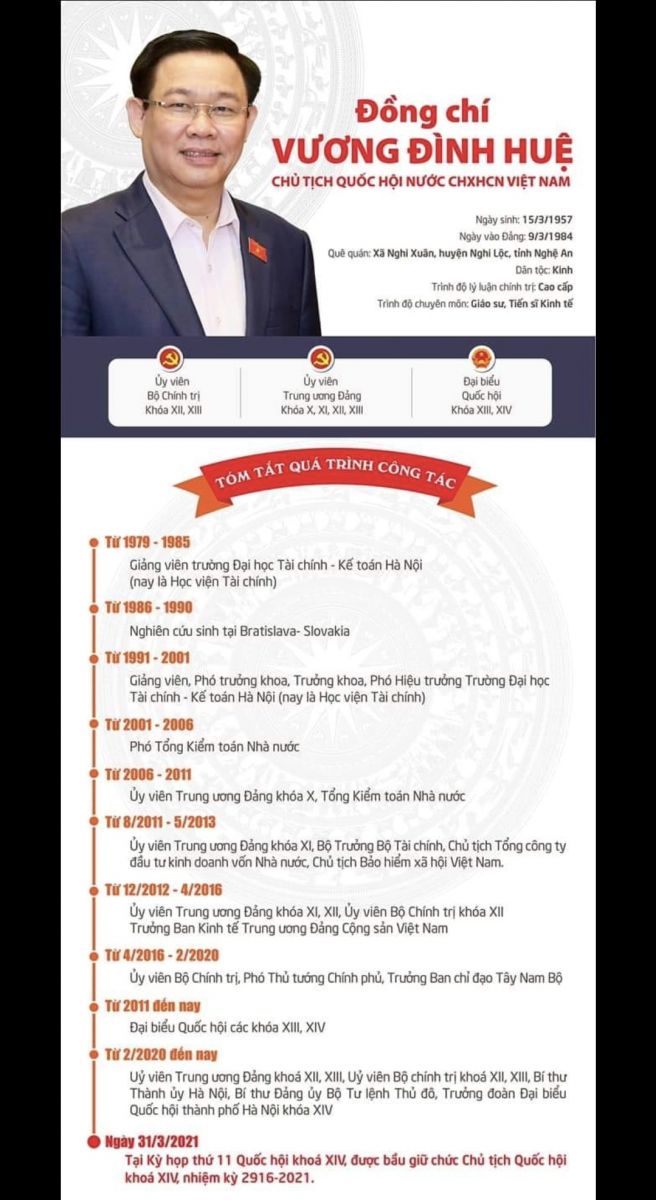 Đồng chí
VƯƠNG ĐÌNH HUỆ
CHỦ TỊCH QUỐC HỘI NƯỚC CHXHCN VIỆT NAM
Ngày sinh: 15/3/1957
Ngày vào Đảng: 9/3/1984
Quê quán: Xã Nghi Xuân, huyện Nghi Lộc, tỉnh Nghệ An
Dân tộc: Kinh
Trình độ lý luận chính trị: Cao cấp
Trình độ chuyên môn: Giáo sư, Tiến sĩ Kinh tế
Ủy viên
Bộ Chính trị
Khóa XII, XIII
Ủy viên
Trung ương Đảng
Khóa X, XI, XII, XIII
Đại biểu
Quốc hội
Khóa XIII, XIV
TÓM TẮT QUÁ TRÌNH CÔNG TÁC
Từ 1979 - 1985
Giảng viên trường Đại học Tài chính - Kế toán Hà Nội
(nay là Học viện Tài chính)
Từ 1986 - 1990
Nghiên cứu sinh tại Bratislava- Slovakia
Từ 1991 - 2001
Giảng viên, Phó trưởng khoa, Trưởng khoa, Phó Hiệu trưởng Trường Đại học
Tài chính - Kế toán Hà Nội (nay là Học viện Tài chính)
Từ 2001 - 2006
Phó Tổng Kiểm toán Nhà nước
Từ 2006 - 2011
Ủy viên Trung ương Đảng khóa X, Tổng Kiểm toán Nhà nước
Từ 8/2011 - 5/2013
Ủy viên Trung ương Đảng khóa XI, Bộ Trưởng Bộ Tài chính, Chủ tịch Tổng công ty
đầu tư kinh doanh vốn Nhà nước, Chủ tịch Bảo hiểm xã hội Việt Nam.
Từ 12/2012 - 4/2016
Ủy viên Trung ương Đảng khóa XI, XII, Ủy viên Bộ Chính trị khóa XII
Trưởng Ban Kinh tế Trung ương Đảng Cộng sản Việt Nam
Từ 4/2016 - 2/2020
Ủy viên Bộ Chính trị, Phó Thủ tướng Chính phủ, Trưởng Ban chỉ đạo Tây Nam Bộ
Từ 2011 đến nay
Đại biểu Quốc hội các khóa XIII, XIV
Từ 2/2020 đến nay
Uỷ viên Trung ương Đảng khoá XII, XIII, Uỷ viên Bộ chính trị khoá XII, XIII, Bí thư
Thành ủy Hà Nội, Bí thư Đảng ủy Bộ Tư lệnh Thủ đô, Trưởng đoàn Đại biểu
Quốc hội thành phố Hà Nội khóa XIV
Ngày 31/3/2021
Tại Kỳ họp thứ 11 Quốc hội khoá XIV, được bầu giữ chức Chủ tịch Quốc hội
khoá XIV, nhiệm kỳ 2916-2021.